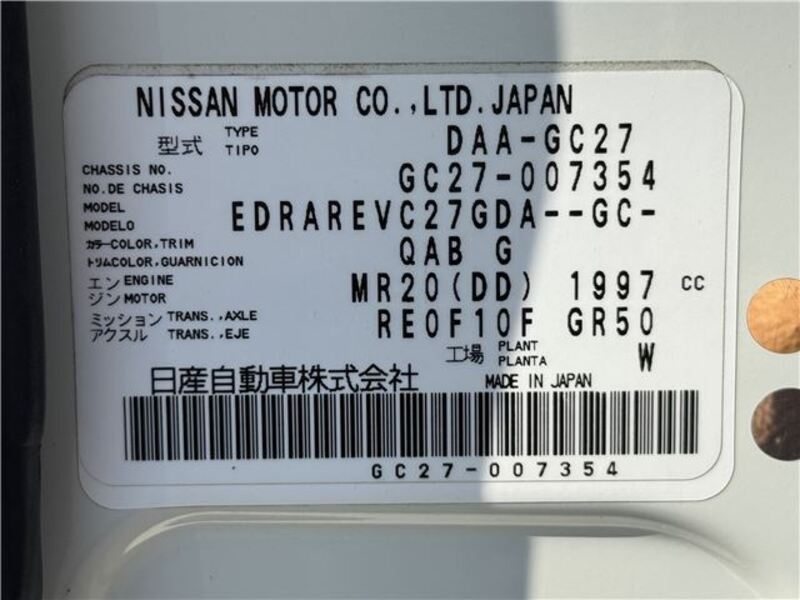 NISSAN MOTOR CO.,LTD.JAPAN
型式 TYPE TIPO DAA-GC27
CHASSIS NO. NO.DE CHASIS GC27-007354
MODEL MODELO EDRAREVC27GDA--GC-
カラーCOLOR,TRIM QAB G
トリムCOLOR,GUARNICION
エンジン ENGINE MOTOR MR20(DD) 1997 CC
ミッション TRANS.,AXLE RE0F10F GR50
アクスル TRANS.,EJE
工場 PLANT PLANTA W
日産自動車株式会社 MADE IN JAPAN
GC27-007354